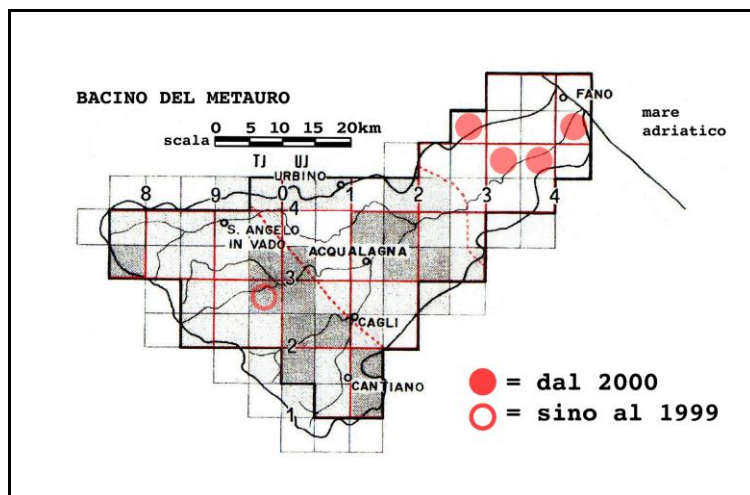 FANO
BACINO DEL METAURO
mare
adriatico
0 5 10 15 20km
scala
TJ UJ
URBINO
8 9 0 1 2 3 4
4
S. ANGELO
IN VADO
ACQUALAGNA
3
CAGLI
2
CANTIANO
= dal 2000
1
= sino al 1999